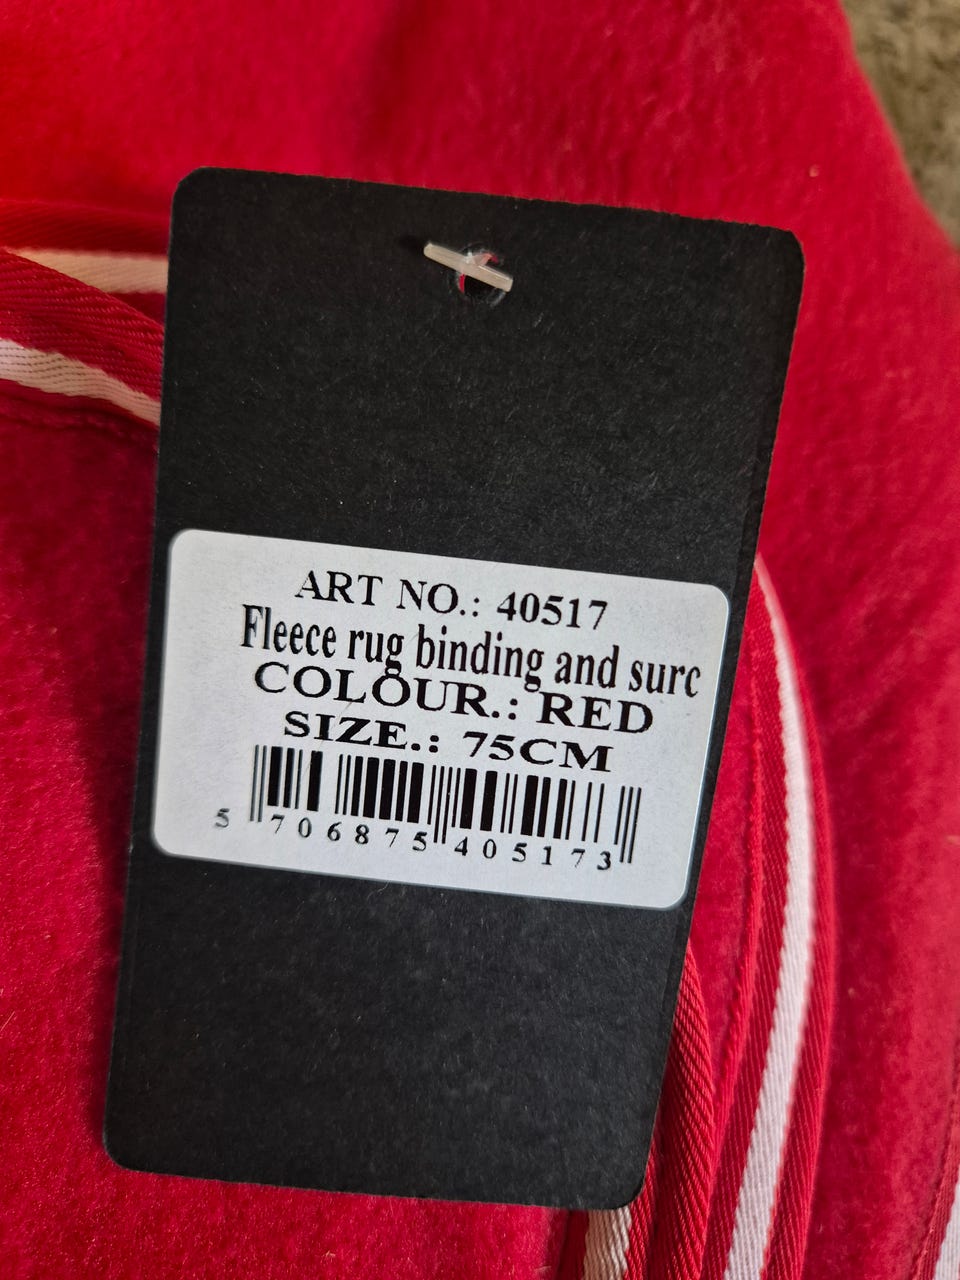 ART NO.: 40517
Fleece rug binding and surc
COLOUR.: RED
SIZE.: 75CM
5 706875 405173